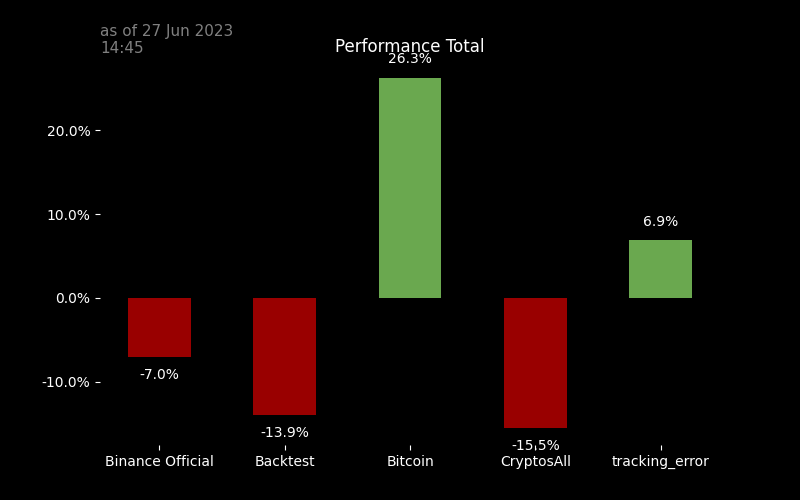 as of 27 Jun 2023
14:45
Performance Total
26.3%
20.0%
10.0%
6.9%
0.0%
-10.0%
-7.0%
-13.9%
-15.5%
Binance Official
Backtest
Bitcoin
CryptosAll
tracking_error